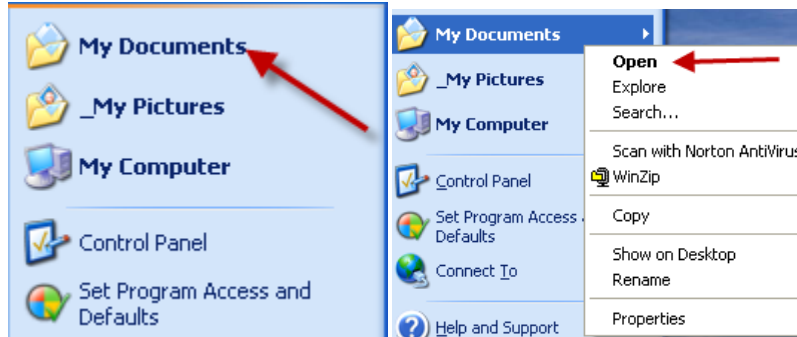 My Documents
_My Pictures
My Computer
Control Panel
Set Program Access and
Defaults
My Documents
_My Pictures
My Computer
Control Panel
Set Program Access
Defaults
Connect To
Help and Support
Open
Explore
Search...
Scan with Norton AntiVirus
WinZip
Copy
Show on Desktop
Rename
Properties